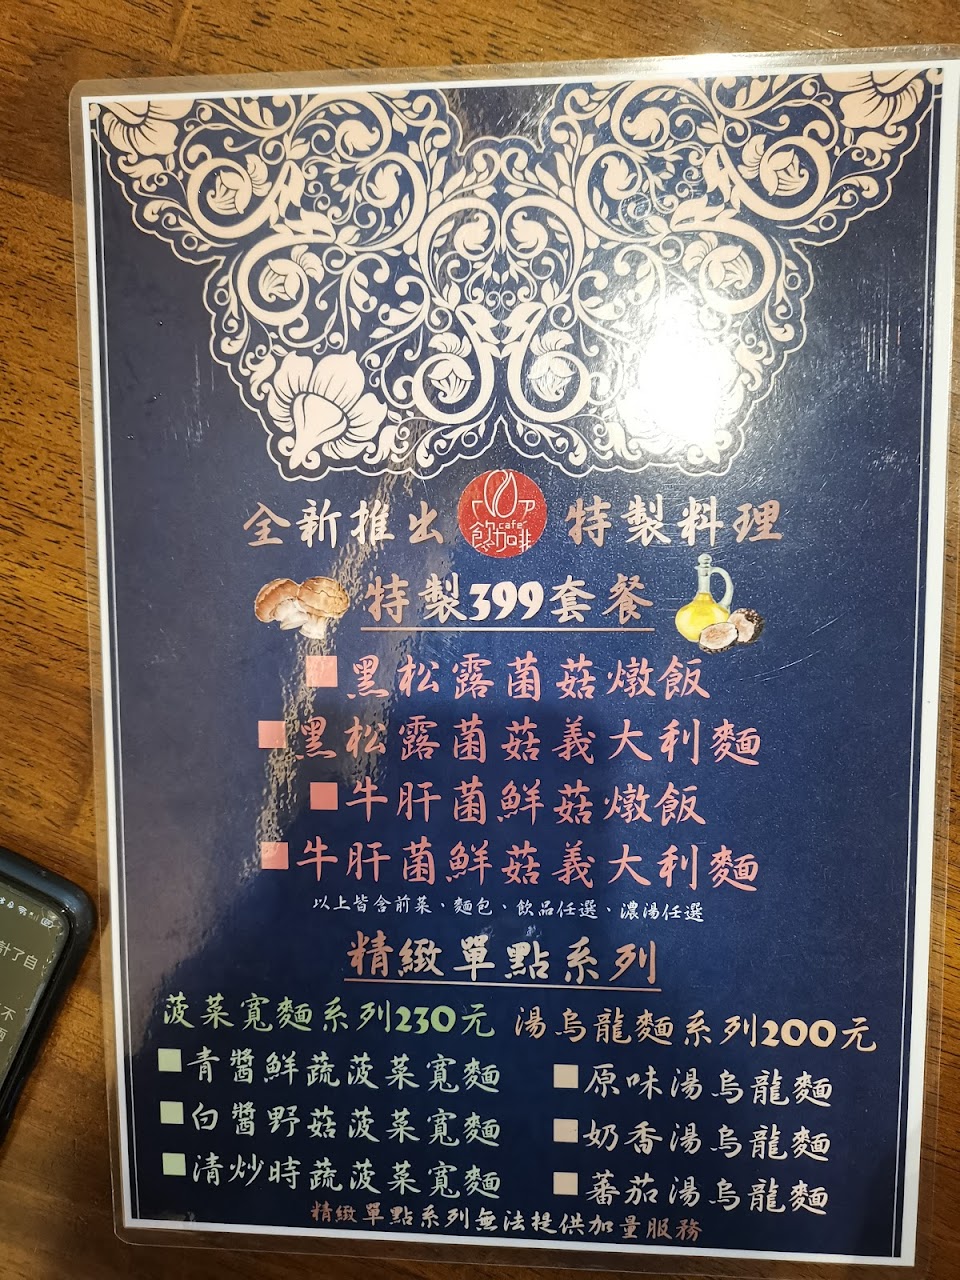 全新推出
cafe
飲咖啡
特製料理
特製399套餐
黑松露菌菇燉飯
黑松露菌菇義大利麵
牛肝菌鮮菇燉飯
牛肝菌鮮菇義大利麵
以上皆含前菜、麵包、飲品任選、濃湯任選
精緻單點系列
菠菜寬麵系列230元
青醬鮮蔬菠菜寬麵
白醬野菇菠菜寬麵
清炒時蔬菠菜寬麵
湯烏龍麵系列200元
原味湯烏龍麵
奶香湯烏龍麵
蕃茄湯烏龍麵
精緻單點系列無法提供加量服務
計了自
不